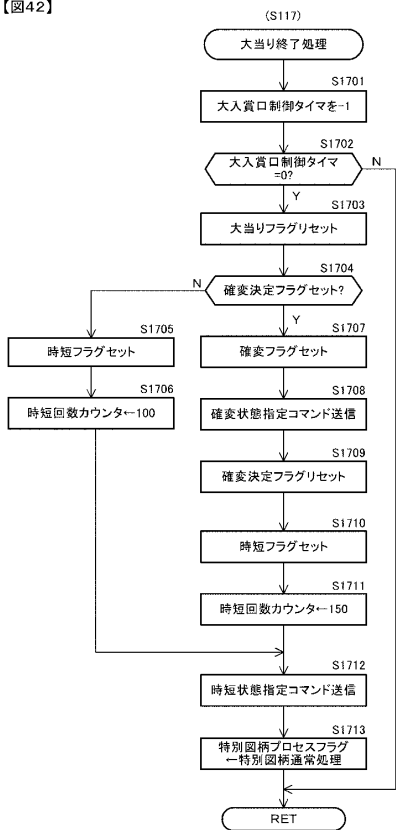 【図42】
(S117)
大当り終了処理
S1701
大入賞口制御タイマを-1
S1702
大入賞口制御タイマ
=0?
N
Y
S1703
大当りフラグリセット
S1704
確変決定フラグセット?
N
Y
S1705
時短フラグセット
S1706
時短回数カウンタ←100
S1707
確変フラグセット
S1708
確変状態指定コマンド送信
S1709
確変決定フラグリセット
S1710
時短フラグセット
S1711
時短回数カウンタ←150
S1712
時短状態指定コマンド送信
S1713
特別図柄プロセスフラグ
←特別図柄通常処理
RET